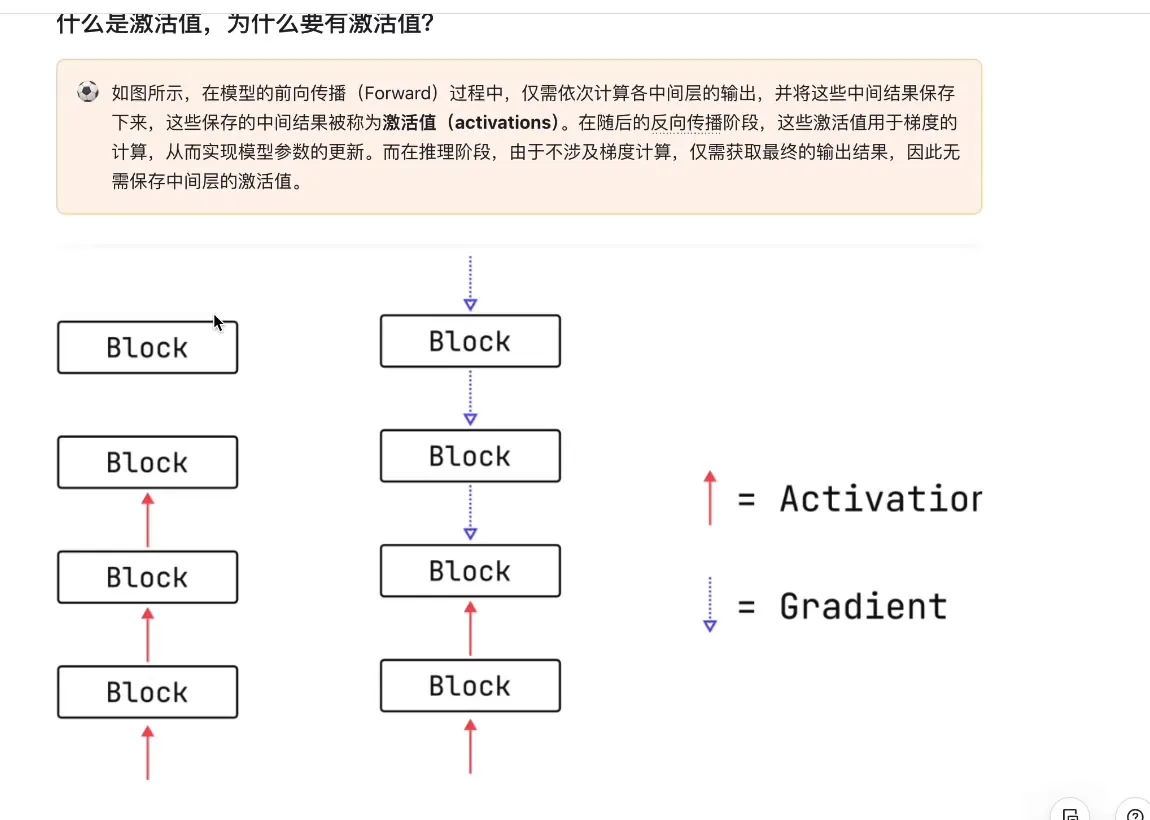 什么是激活值，为什么要有激活值?
如图所示，在模型的前向传播（Forward）过程中，仅需依次计算各中间层的输出，并将这些中间结果保存
下来，这些保存的中间结果被称为激活值（activations）。在随后的反向传播阶段，这些激活值用于梯度的
计算，从而实现模型参数的更新。而在推理阶段，由于不涉及梯度计算，仅需获取最终的输出结果，因此无
需保存中间层的激活值。
Block
Block
Block
Block
Block
Block
Block
Block
= Activation
= Gradient